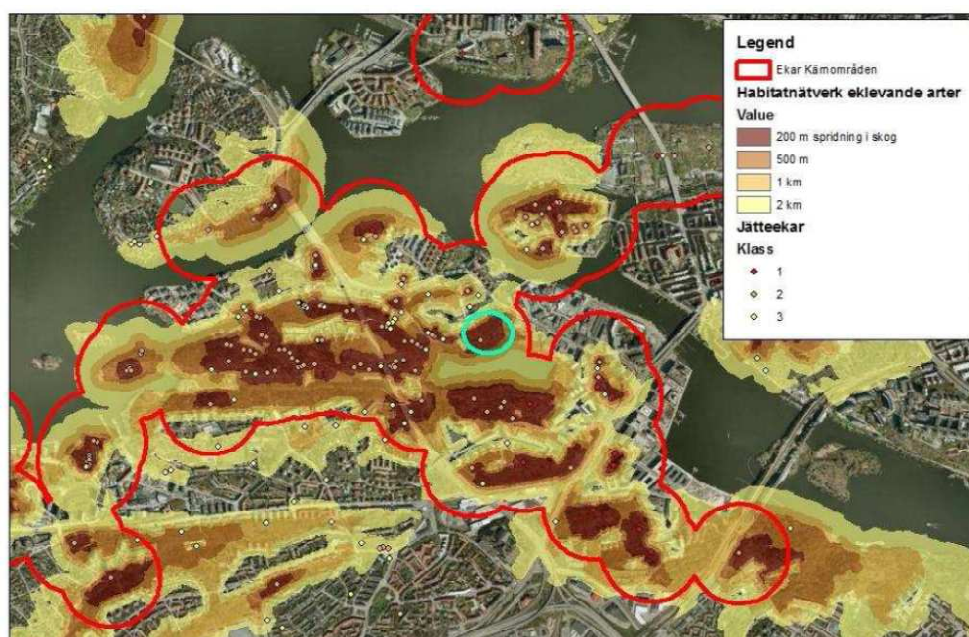 Legend
Ekar Kärnområden
Habitatnätverk eklevande arter
Value
200 m spridning i skog
500 m
1 km
2 km
Jätteekar
Klass
1
2
3